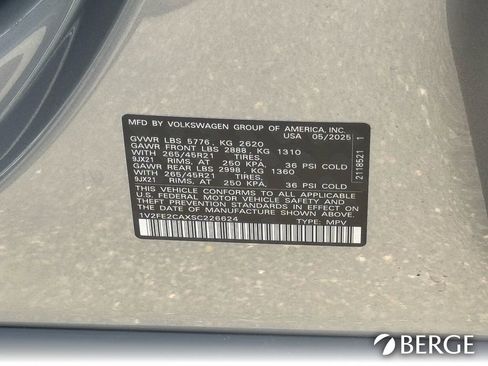 MFD BY VOLKSWAGEN GROUP OF AMERICA, INC.
USA 05/2025
GVWR LBS 5776, KG 2620
GAWR FRONT LBS 2888, KG 1310
WITH 265/45R21 TIRES,
9JX21 RIMS, AT 250 KPA, 36 PSI COLD
GAWR REAR LBS 2998, KG 1360
WITH 265/45R21 TIRES,
9JX21 RIMS, AT 250 KPA, 36 PSI COLD
THIS VEHICLE CONFORMS TO ALL APPLICABLE
U.S. FEDERAL MOTOR VEHICLE SAFETY
STANDARDS IN EFFECT ON THE DATE OF
MANUFACTURE SHOWN ABOVE.
1V2FE2CAXSC226624
TYPE: MPV
2118521 1
BERGE